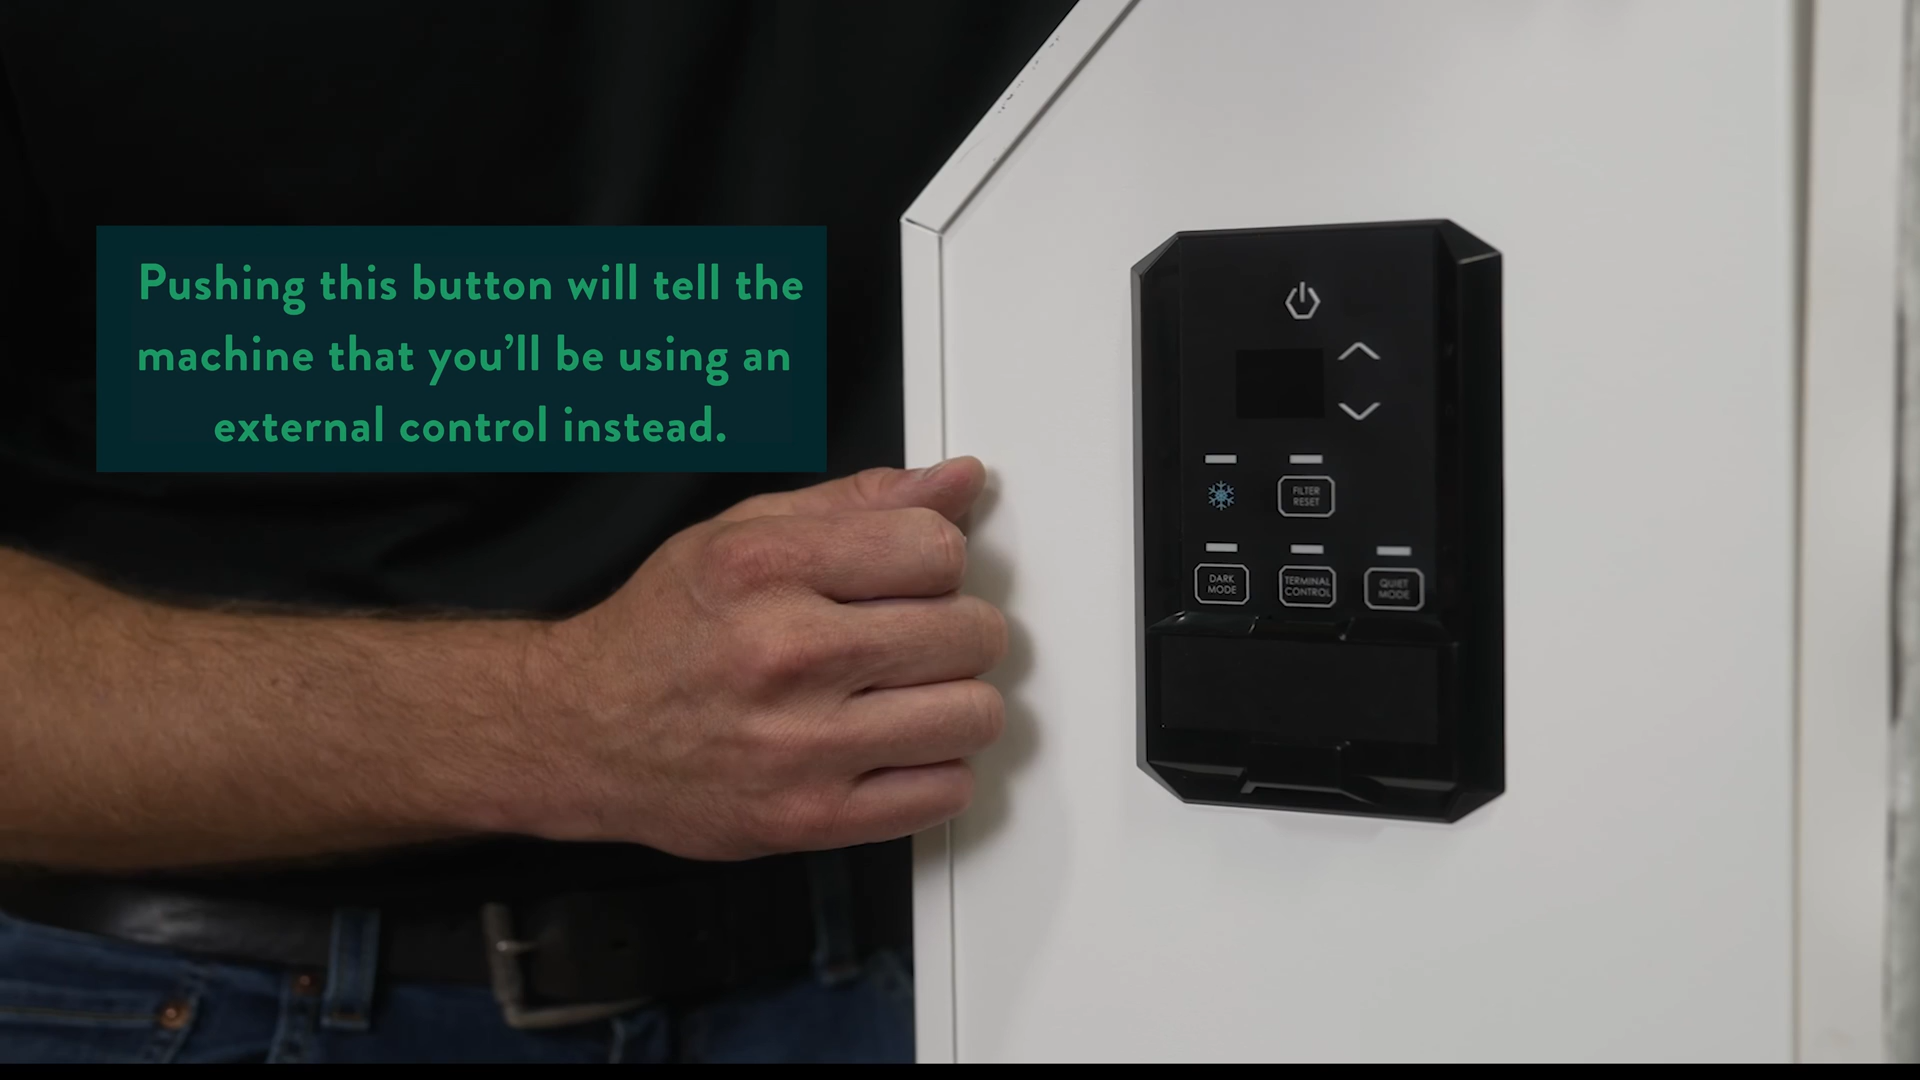 Pushing this button will tell the
machine that you’ll be using an
external control instead.
FILTER
RESET
DARK
MODE
TERMINAL
CONTROL
QUIET
MODE